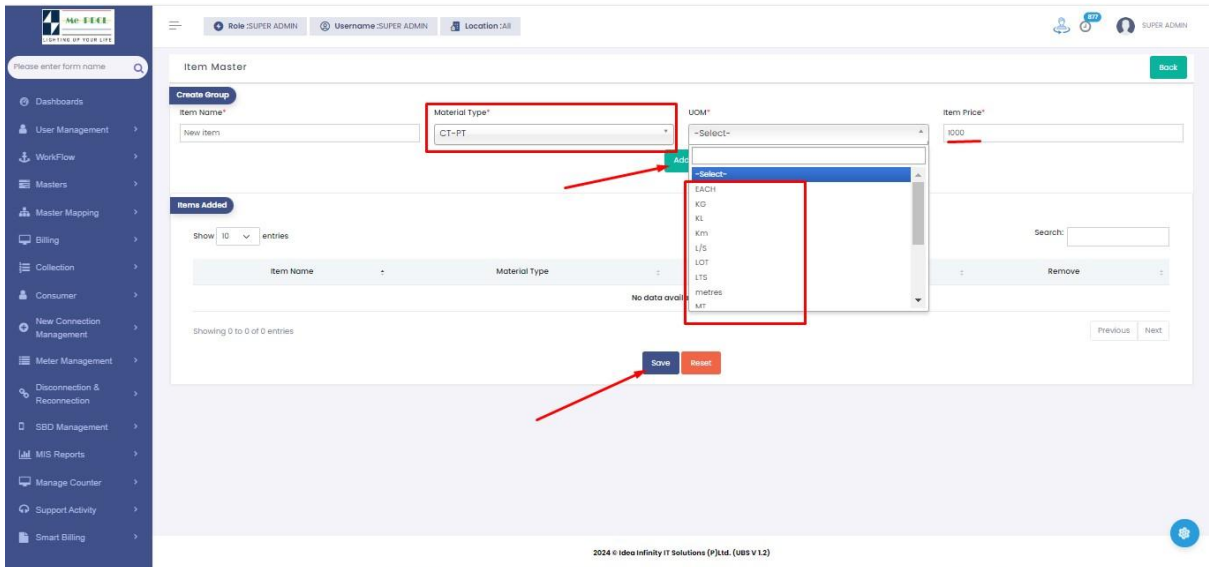 Me-PDCL
LIGHTING UP YOUR LIFE
Role :SUPER ADMIN
Username :SUPER ADMIN
Location :All
877
SUPER ADMIN
Please enter form name
Dashboards
User Management
WorkFlow
Masters
Master Mapping
Billing
Collection
Consumer
New Connection
Management
Meter Management
Disconnection &
Reconnection
SBD Management
MIS Reports
Manage Counter
Support Activity
Smart Billing
Item Master
Back
Create Group
Item Name*
Material Type*
UOM*
Item Price*
New item
CT-PT
-Select-
1000
Add
-Select-
EACH
KG
KL
Km
L/S
LOT
LTS
metres
MT
Items Added
Show 10 entries
Search:
Item Name
Material Type
Remove
No data avail
Showing 0 to 0 of 0 entries
Previous
Next
Save
Reset
2024 © Idea Infinity IT Solutions (P)Ltd. (UBS V 1.2)